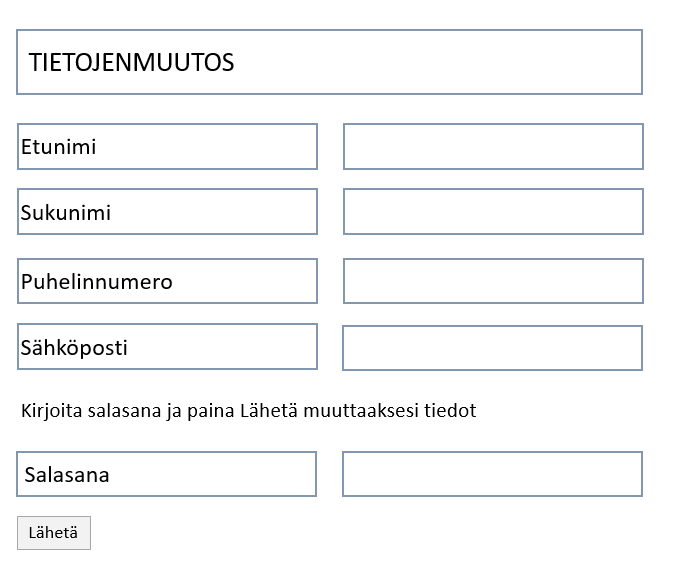 TIETOJENMUUTOS
Etunimi
Sukunimi
Puhelinnumero
Sähköposti
Kirjoita salasana ja paina Lähetä muuttaaksesi tiedot
Salasana
Lähetä